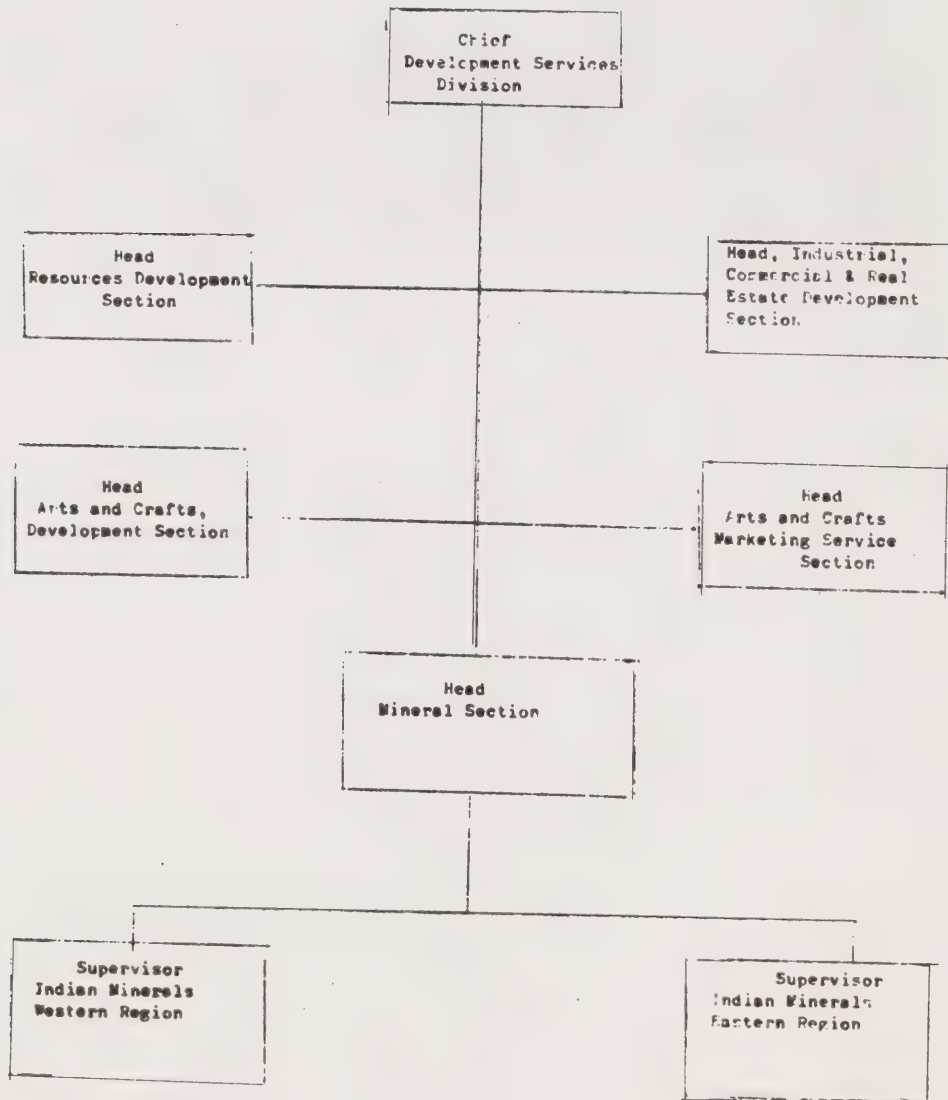 Chief
Development Services
Division
Head
Resources Development
Section
Head, Industrial,
Commercial & Real
Estate Development
Section
Head
Arts and Crafts,
Development Section
Head
Arts and Crafts
Marketing Service
Section
Head
Mineral Section
Supervisor
Indian Minerals
Western Region
Supervisor
Indian Minerals
Eastern Region